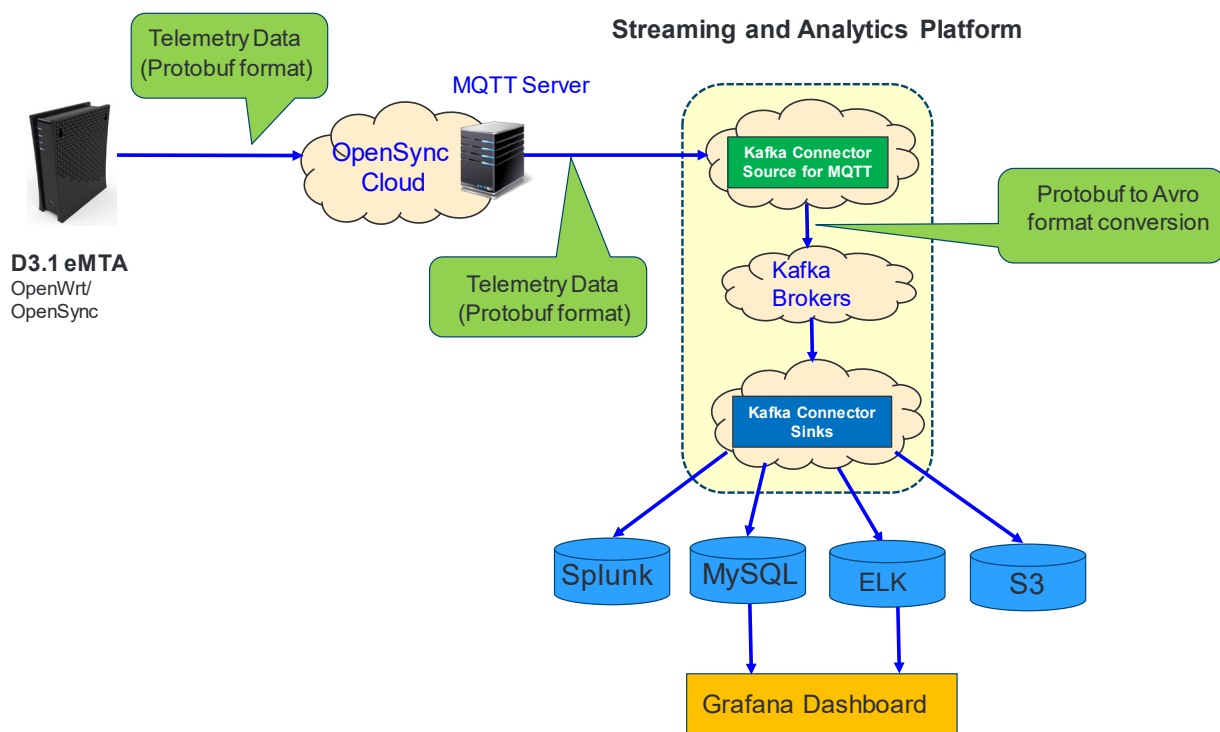 Streaming and Analytics Platform
Telemetry Data
(Protobuf format)
MQTT Server
OpenSync
Cloud
Kafka Connector
Source for MQTT
Protobuf to Avro
format conversion
D3.1 eMTA
OpenWrt/
OpenSync
Telemetry Data
(Protobuf format)
Kafka
Brokers
Kafka Connector
Sinks
Splunk
MySQL
ELK
S3
Grafana Dashboard